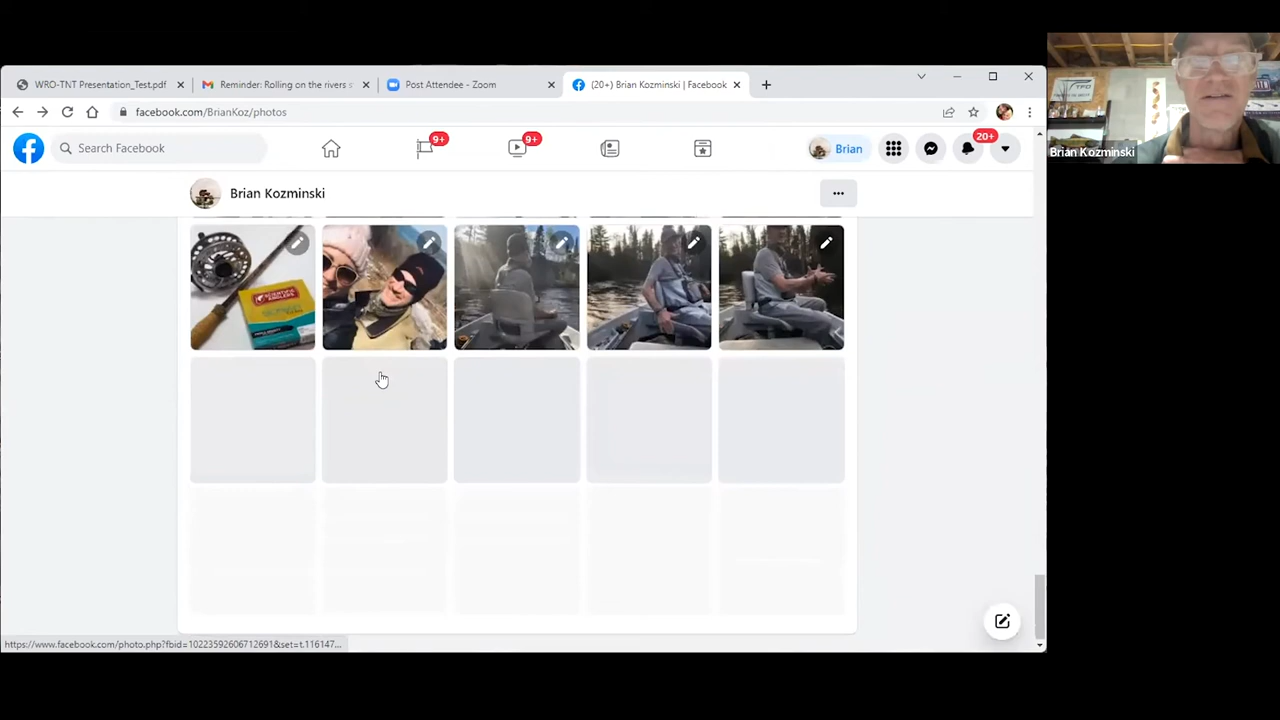 WRO-TNT Presentation_Test.pdf
Reminder: Rolling on the rivers s
Post Attendee - Zoom
(20+) Brian Kozminski | Facebook
facebook.com/BrianKoz/photos
Search Facebook
9+
9+
Brian
20+
Brian Kozminski
Brian Kozminski
SCIENTIFIC
ANGLERS
https://www.facebook.com/photo.php?fbid=10223592606712691&set=t.116147...